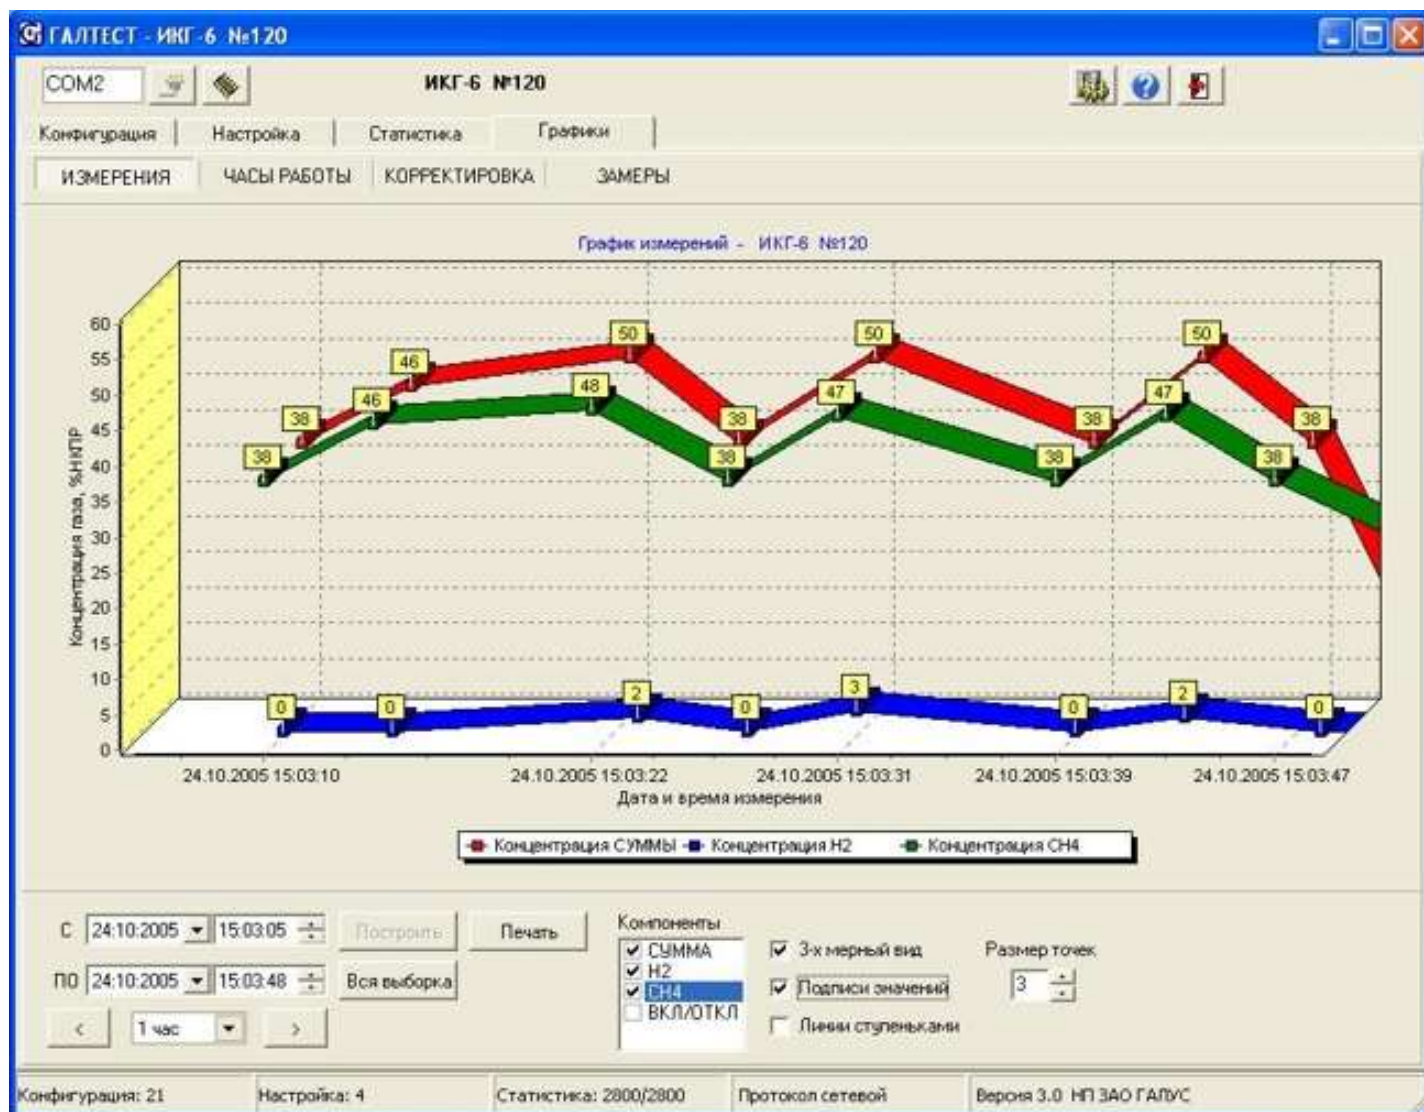 ГАЛТЕСТ - ИКГ-6 №120
COM2 ИКГ-6 №120
Конфигурация Настройка Статистика Графики
ИЗМЕРЕНИЯ ЧАСЫ РАБОТЫ КОРРЕКТИРОВКА ЗАМЕРЫ
График измерений - ИКГ-6 №120
Концентрация газа, %НКПР
60
55
50
45
40
35
30
25
20
15
10
5
0
38 46 50 38 50 38 50 38
38 46 48 38 47 38 47 38
0 0 2 0 3 0 2 0
24.10.2005 15:03:10 24.10.2005 15:03:22 24.10.2005 15:03:31 24.10.2005 15:03:39 24.10.2005 15:03:47
Дата и время измерения
Концентрация СУММЫ Концентрация H2 Концентрация CH4
С 24:10:2005 15:03:05 Построить Печать
ПО 24:10:2005 15:03:48 Вся выборка
< 1 час >
Компоненты
СУММА
H2
CH4
ВКЛ/ОТКЛ
3-х мерный вид
Подписи значений
Линии ступеньками
Размер точек
3
Конфигурация: 21 Настройка: 4 Статистика: 2800/2800 Протокол сетевой Версия 3.0 НП ЗАО ГАЛУС